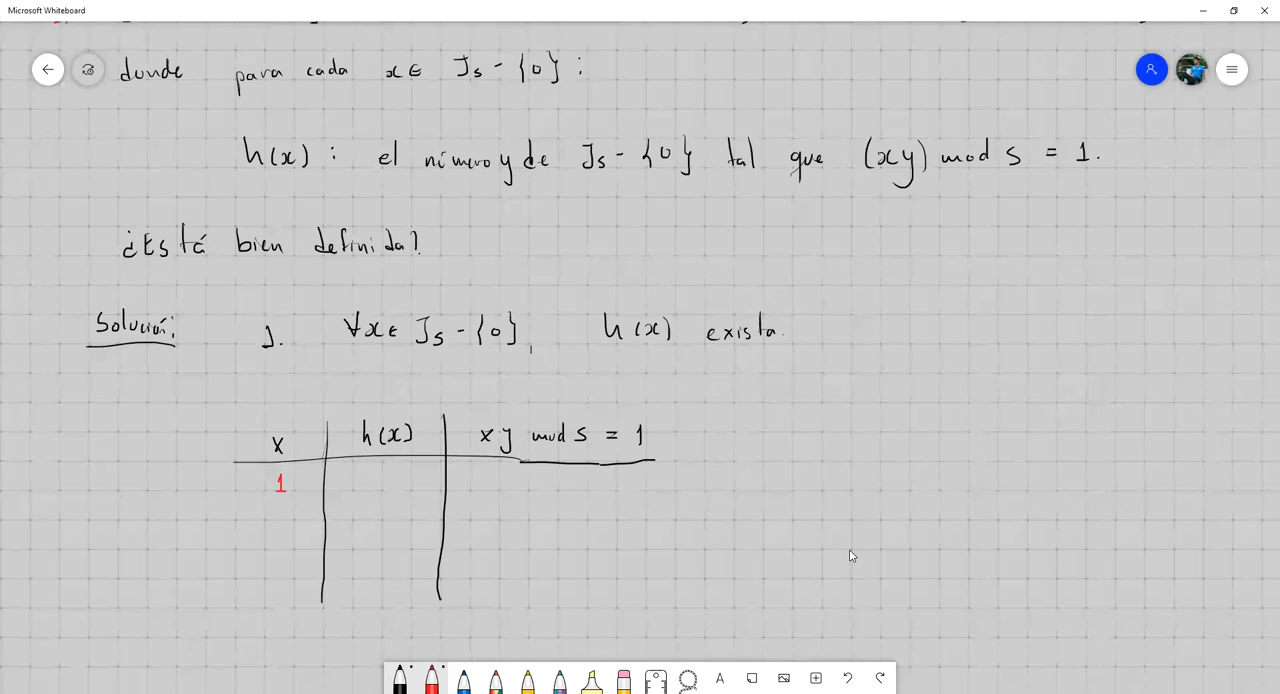 Microsoft Whiteboard
donde para cada x ∈ J5 - {0} :
h(x) : el número y de J5 - {0} tal que (xy) mod 5 = 1.
¿Está bien definida?
Solución: 1. ∀x ∈ J5 - {0}, h(x) exista.
x h(x) xy mod 5 = 1
1